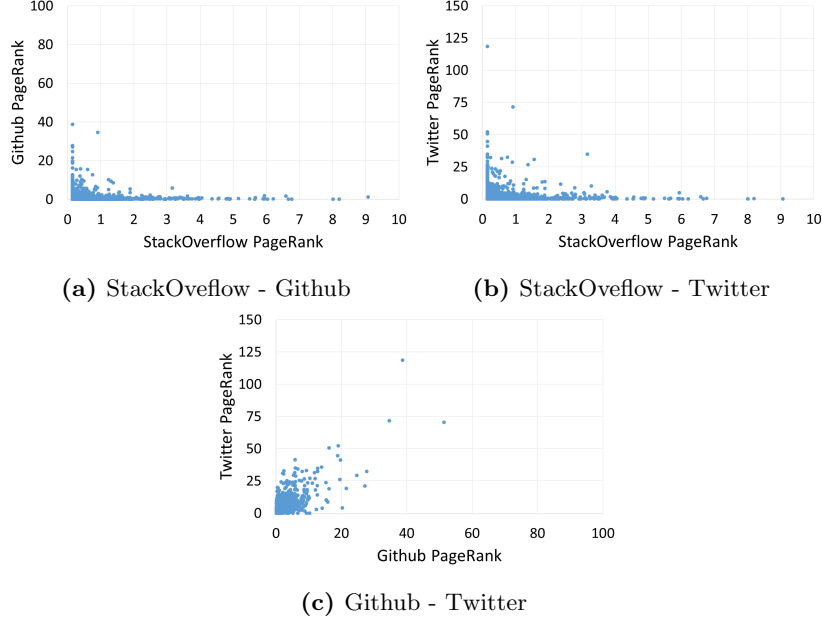 100
80
60
40
20
0
Github PageRank
0 1 2 3 4 5 6 7 8 9 10
StackOverflow PageRank
(a) StackOveflow - Github
150
125
100
75
50
25
0
Twitter PageRank
0 1 2 3 4 5 6 7 8 9 10
StackOverflow PageRank
(b) StackOveflow - Twitter
150
125
100
75
50
25
0
Twitter PageRank
0 20 40 60 80 100
Github PageRank
(c) Github - Twitter